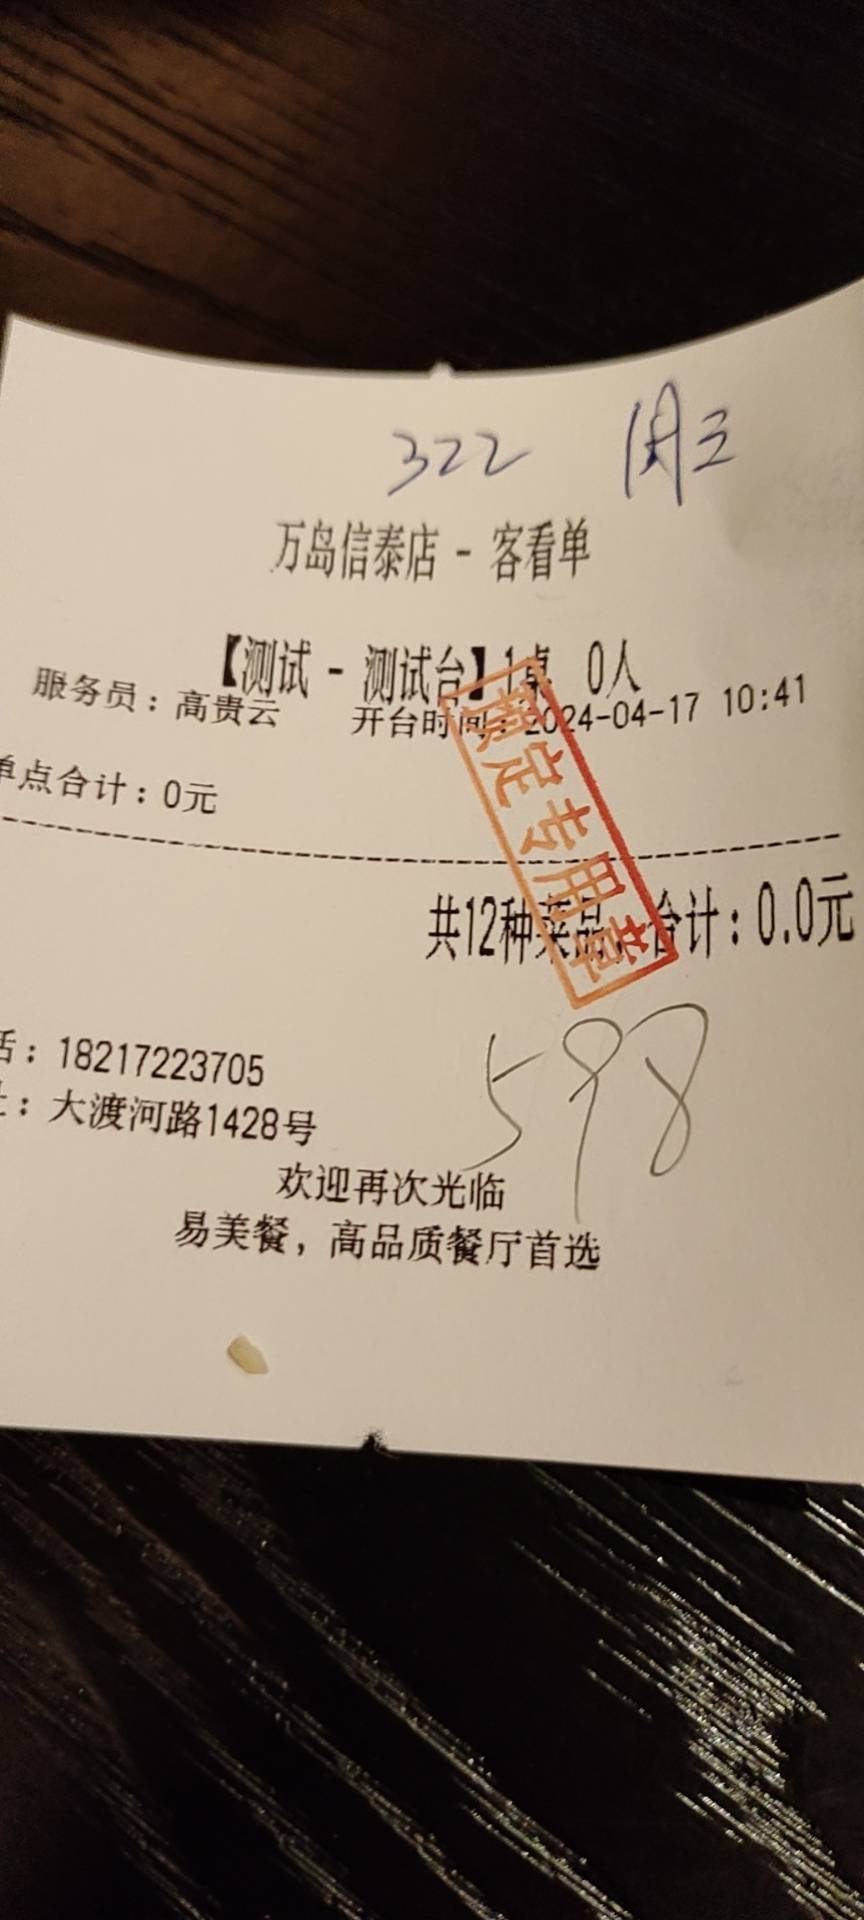 322 周三
万岛信泰店 - 客看单
【测试 - 测试台】1桌 0人
服务员：高贵云 开台时间：2024-04-17 10:41
单点合计：0元
预定专用章
共12种菜品，合计：0.0元
598
话：18217223705
址：大渡河路1428号
欢迎再次光临
易美餐，高品质餐厅首选